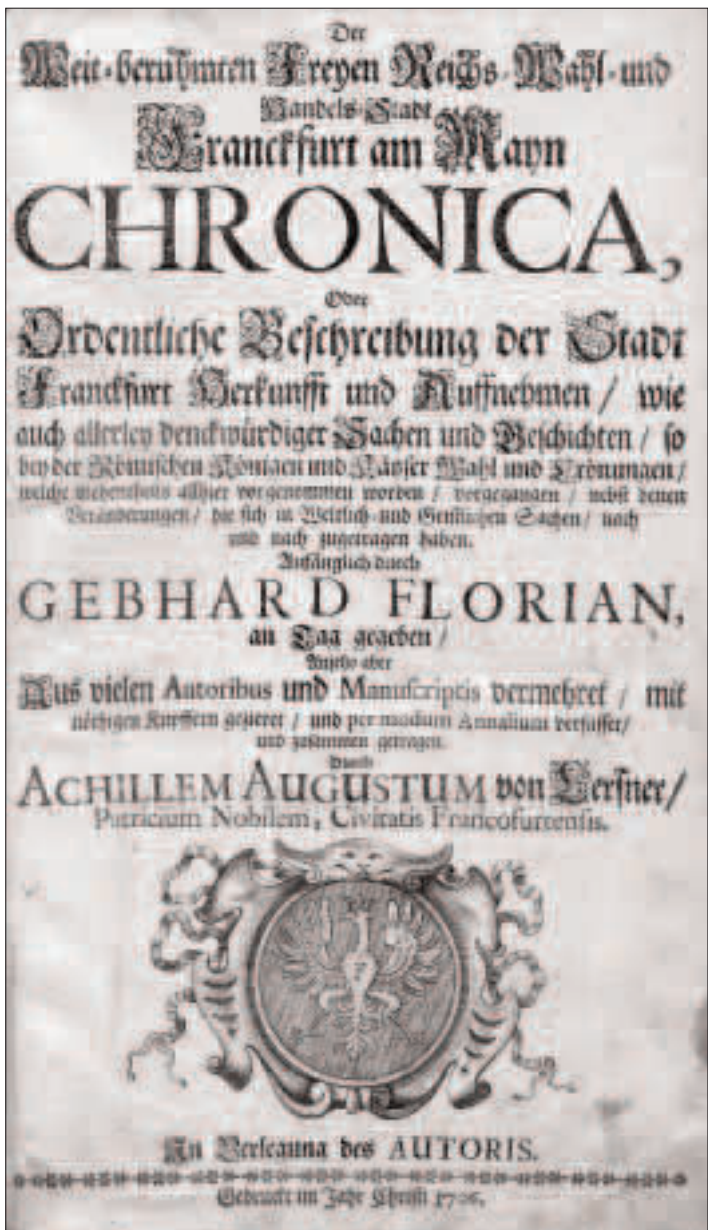 Der
Weit-berühmten Freyen Reichs-Wahl-und
Handels-Stadt
Franckfurt am Mayn
CHRONICA,
Oder
Ordentliche Beschreibung der Stadt
Franckfurt Herkunfft und Auffnehmen / wie
auch allerley denckwürdiger Sachen und Geschichten / so
bey der Römischen Königen und Käyser Wahl und Crönungen /
welche mehrentheils allhier vorgenommen worden / vorgegangen / nebst denen
Veränderungen / die sich in Weltlich-und Geistlichen Sachen / nach
und nach zugetragen haben.
Anfänglich durch
GEBHARD FLORIAN,
an Tag gegeben /
Anjetzo aber
Aus vielen Autoribus und Manuscriptis vermehret / mit
nöthigen Kupffern gezieret / und per modum Annalium verfasset /
und zusammen getragen.
Durch
ACHILLEM AUGUSTUM von Lersner /
Patricium Nobilem, Civitatis Francofurtensis.
In Verlegung des AUTORIS.
Gedruckt im Jahr Christi 1706.